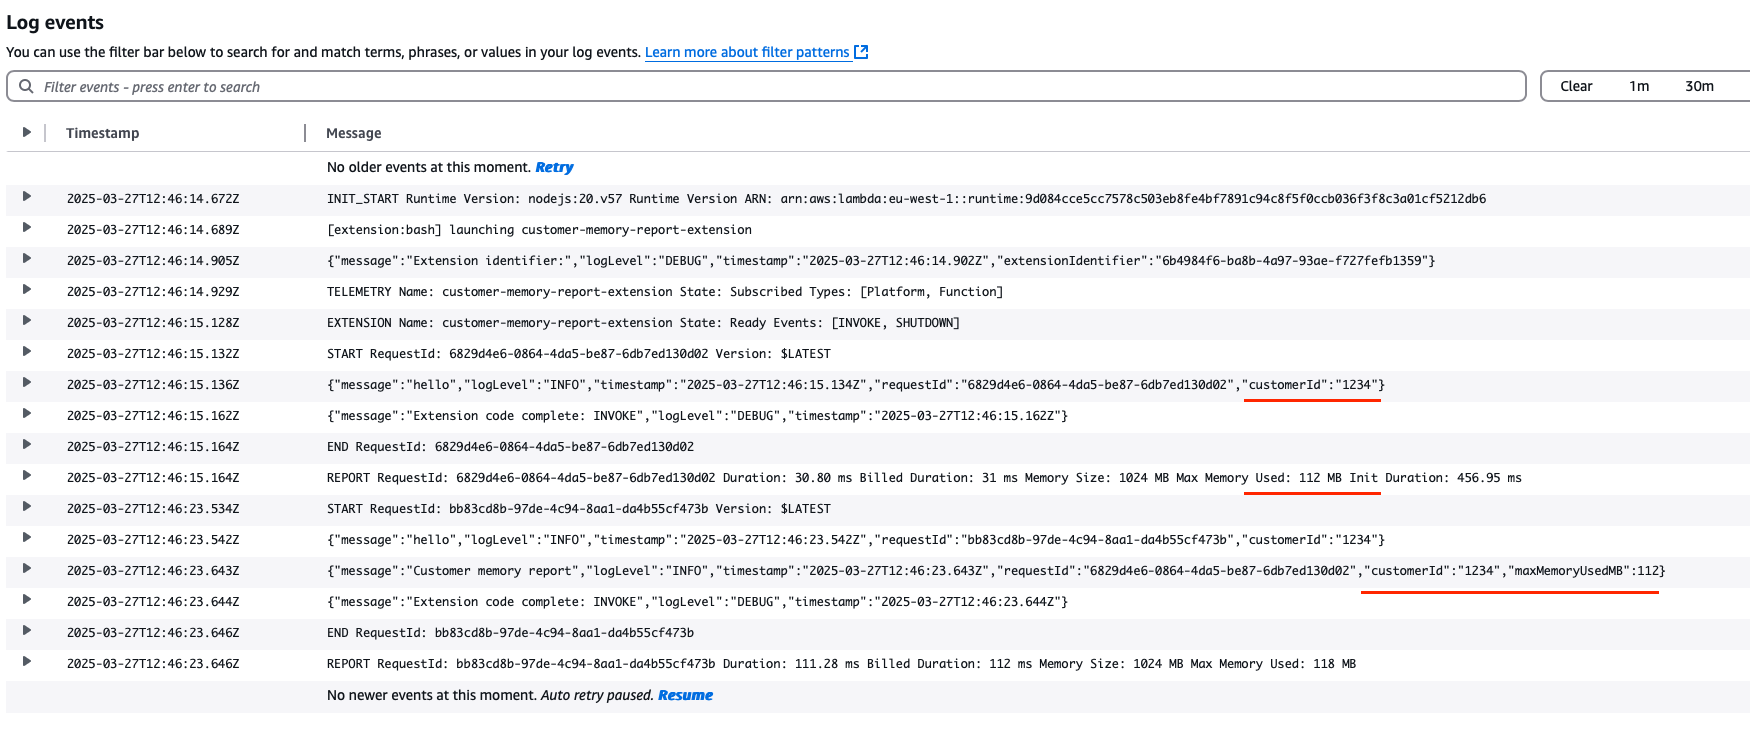 Log events
You can use the filter bar below to search for and match terms, phrases, or values in your log events. Learn more about filter patterns
Filter events - press enter to search
Clear 1m 30m
Timestamp Message
No older events at this moment. Retry
2025-03-27T12:46:14.672Z INIT_START Runtime Version: nodejs:20.v57 Runtime Version ARN: arn:aws:lambda:eu-west-1::runtime:9d084cce5cc7578c503eb8fe4bf7891c94c8f5f0ccb036f3f8c3a01cf5212db6
2025-03-27T12:46:14.689Z [extension:bash] launching customer-memory-report-extension
2025-03-27T12:46:14.905Z {"message":"Extension identifier:","logLevel":"DEBUG","timestamp":"2025-03-27T12:46:14.902Z","extensionIdentifier":"6b4984f6-ba8b-4a97-93ae-f727fefb1359"}
2025-03-27T12:46:14.929Z TELEMETRY Name: customer-memory-report-extension State: Subscribed Types: [Platform, Function]
2025-03-27T12:46:15.128Z EXTENSION Name: customer-memory-report-extension State: Ready Events: [INVOKE, SHUTDOWN]
2025-03-27T12:46:15.132Z START RequestId: 6829d4e6-0864-4da5-be87-6db7ed130d02 Version: $LATEST
2025-03-27T12:46:15.136Z {"message":"hello","logLevel":"INFO","timestamp":"2025-03-27T12:46:15.134Z","requestId":"6829d4e6-0864-4da5-be87-6db7ed130d02","customerId":"1234"}
2025-03-27T12:46:15.162Z {"message":"Extension code complete: INVOKE","logLevel":"DEBUG","timestamp":"2025-03-27T12:46:15.162Z"}
2025-03-27T12:46:15.164Z END RequestId: 6829d4e6-0864-4da5-be87-6db7ed130d02
2025-03-27T12:46:15.164Z REPORT RequestId: 6829d4e6-0864-4da5-be87-6db7ed130d02 Duration: 30.80 ms Billed Duration: 31 ms Memory Size: 1024 MB Max Memory Used: 112 MB Init Duration: 456.95 ms
2025-03-27T12:46:23.534Z START RequestId: bb83cd8b-97de-4c94-8aa1-da4b55cf473b Version: $LATEST
2025-03-27T12:46:23.542Z {"message":"hello","logLevel":"INFO","timestamp":"2025-03-27T12:46:23.542Z","requestId":"bb83cd8b-97de-4c94-8aa1-da4b55cf473b","customerId":"1234"}
2025-03-27T12:46:23.643Z {"message":"Customer memory report","logLevel":"INFO","timestamp":"2025-03-27T12:46:23.643Z","requestId":"6829d4e6-0864-4da5-be87-6db7ed130d02","customerId":"1234","maxMemoryUsedMB":112}
2025-03-27T12:46:23.644Z {"message":"Extension code complete: INVOKE","logLevel":"DEBUG","timestamp":"2025-03-27T12:46:23.644Z"}
2025-03-27T12:46:23.646Z END RequestId: bb83cd8b-97de-4c94-8aa1-da4b55cf473b
2025-03-27T12:46:23.646Z REPORT RequestId: bb83cd8b-97de-4c94-8aa1-da4b55cf473b Duration: 111.28 ms Billed Duration: 112 ms Memory Size: 1024 MB Max Memory Used: 118 MB
No newer events at this moment. Auto retry paused. Resume